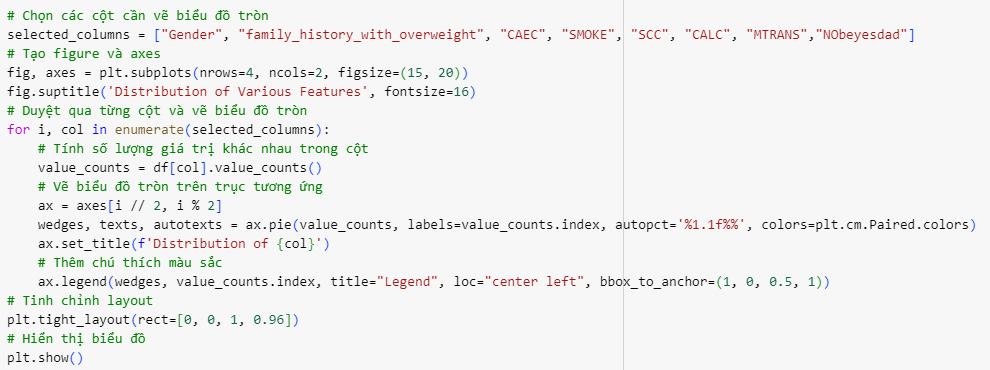 # Chọn các cột cần vẽ biểu đồ tròn
selected_columns = ["Gender", "family_history_with_overweight", "CAEC", "SMOKE", "SCC", "CALC", "MTRANS","NObeyesdad"]
# Tạo figure và axes
fig, axes = plt.subplots(nrows=4, ncols=2, figsize=(15, 20))
fig.suptitle('Distribution of Various Features', fontsize=16)
# Duyệt qua từng cột và vẽ biểu đồ tròn
for i, col in enumerate(selected_columns):
    # Tính số lượng giá trị khác nhau trong cột
    value_counts = df[col].value_counts()
    # Vẽ biểu đồ tròn trên trục tương ứng
    ax = axes[i // 2, i % 2]
    wedges, texts, autotexts = ax.pie(value_counts, labels=value_counts.index, autopct='%1.1f%%', colors=plt.cm.Paired.colors)
    ax.set_title(f'Distribution of {col}')
    # Thêm chú thích màu sắc
    ax.legend(wedges, value_counts.index, title="Legend", loc="center left", bbox_to_anchor=(1, 0, 0.5, 1))
# Tinh chỉnh layout
plt.tight_layout(rect=[0, 0, 1, 0.96])
# Hiển thị biểu đồ
plt.show()